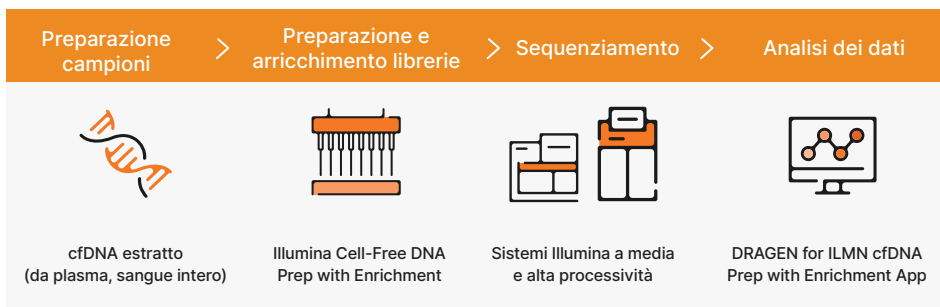 Preparazione
campioni
Preparazione e
arricchimento librerie
Sequenziamento
Analisi dei dati
cfDNA estratto
(da plasma, sangue intero)
Illumina Cell-Free DNA
Prep with Enrichment
Sistemi Illumina a media
e alta processività
DRAGEN for ILMN cfDNA
Prep with Enrichment App